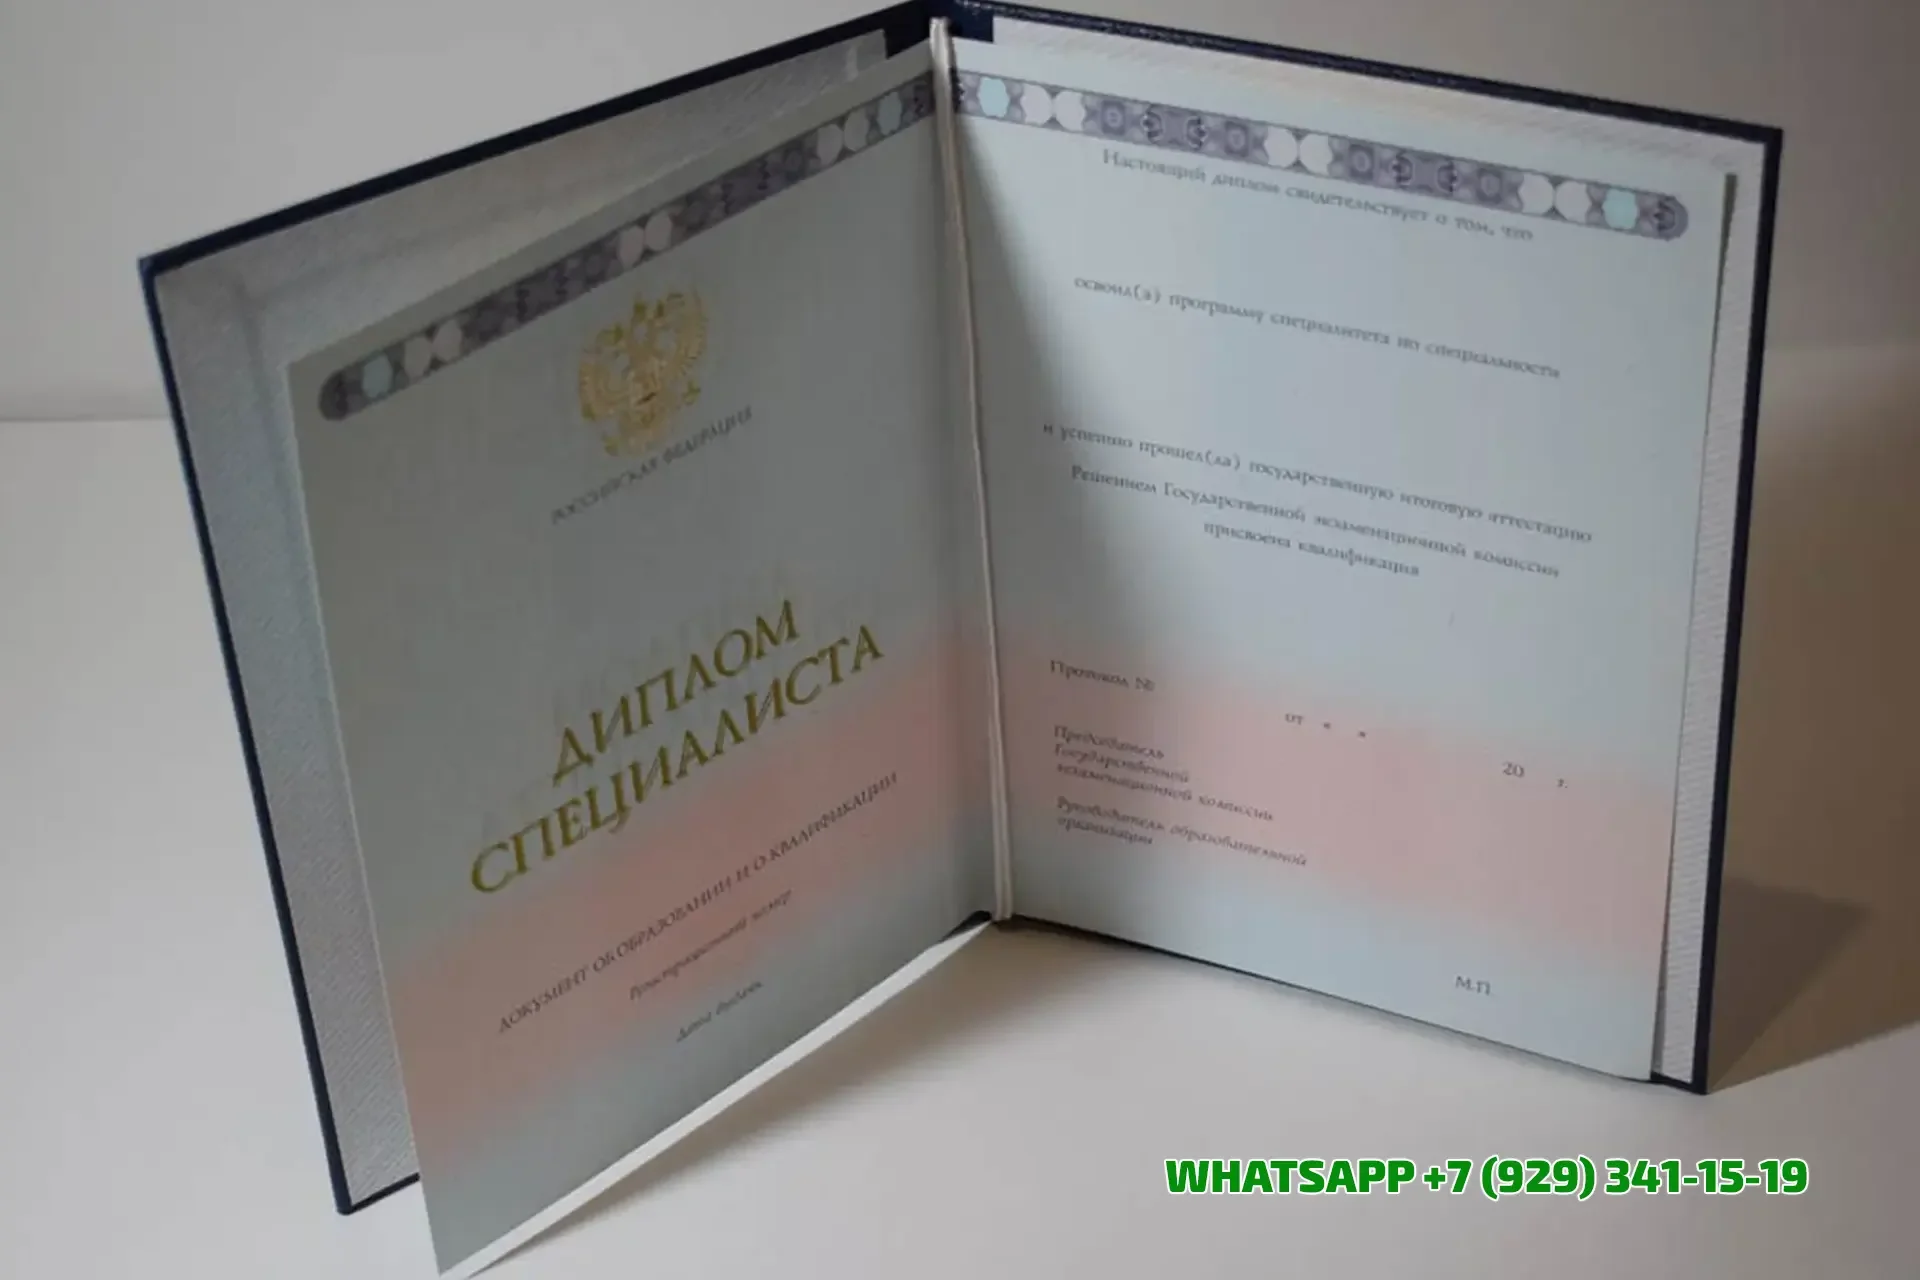 РОССИЙСКАЯ ФЕДЕРАЦИЯ
ДИПЛОМ
СПЕЦИАЛИСТА
ДОКУМЕНТ ОБ ОБРАЗОВАНИИ И О КВАЛИФИКАЦИИ
Регистрационный номер
Дата выдачи
Настоящий диплом свидетельствует о том, что
освоил(а) программу специалитета по специальности
и успешно прошел(ла) государственную итоговую аттестацию
Решением Государственной экзаменационной комиссии
присвоена квалификация
Протокол №
от « »
20 г.
Председатель
Государственной
экзаменационной комиссии
Руководитель образовательной
организации
М.П.
WHATSAPP +7 (929) 341-15-19